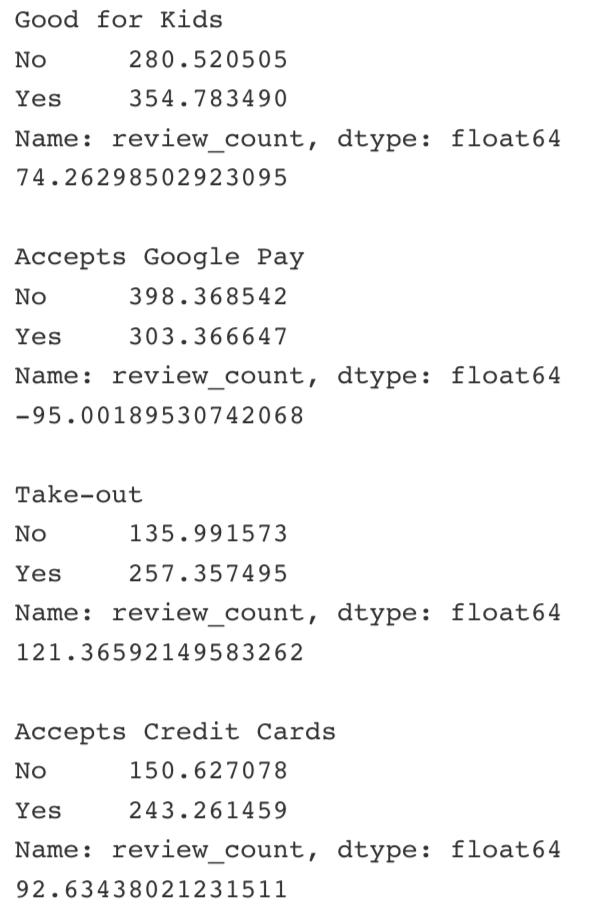 Good for Kids
No     280.520505
Yes    354.783490
Name: review_count, dtype: float64
74.26298502923095

Accepts Google Pay
No     398.368542
Yes    303.366647
Name: review_count, dtype: float64
-95.00189530742068

Take-out
No     135.991573
Yes    257.357495
Name: review_count, dtype: float64
121.36592149583262

Accepts Credit Cards
No     150.627078
Yes    243.261459
Name: review_count, dtype: float64
92.63438021231511